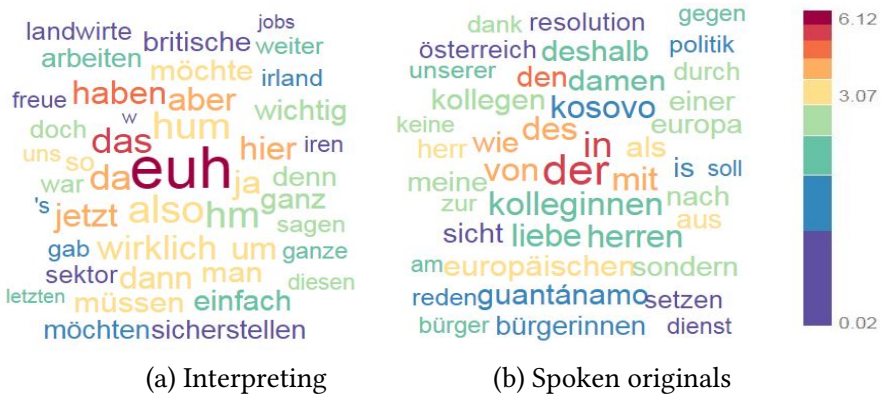 landwirte britische jobs
arbeiten weiter
möchte irland
freue haben aber wichtig
w
doch das hum hier iren
uns so euh
war da ja denn
's jetzt also hm ganz
sagen
gab wirklich um ganze
sektor dann man diesen
letzten müssen einfach
möchten sicherstellen
(a) Interpreting
dank resolution gegen
österreich deshalb politik
unserer den damen durch
kollegen kosovo einer
keine des europa
herr wie in als
von der mit is soll
meine nach
zur kolleginnen aus
sicht liebe herren
am europäischen sondern
reden guantánamo setzen
bürger bürgerinnen dienst
(b) Spoken originals
6.12
3.07
0.02